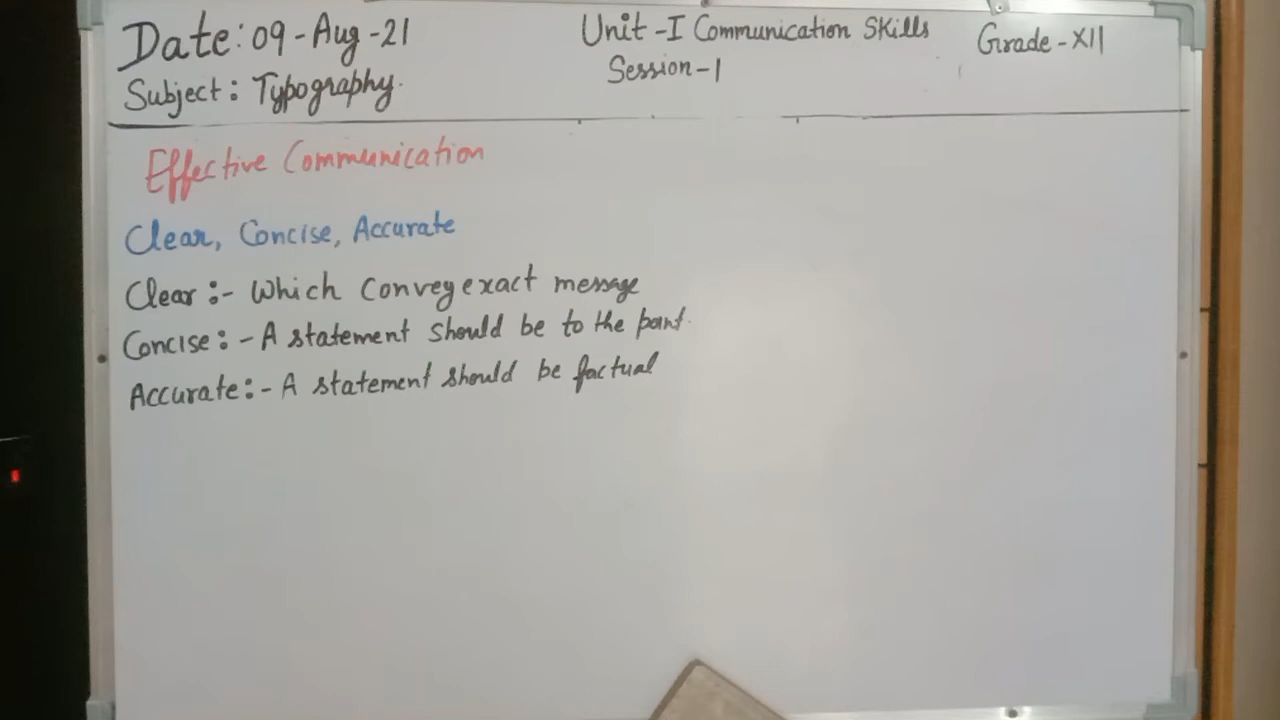 Date: 09-Aug-21
Unit-I Communication Skills
Grade-XII
Subject: Typography.
Session-1
Effective Communication
Clear, Concise, Accurate
Clear:- Which Convey exact message
Concise:- A statement should be to the point.
Accurate:- A statement should be factual